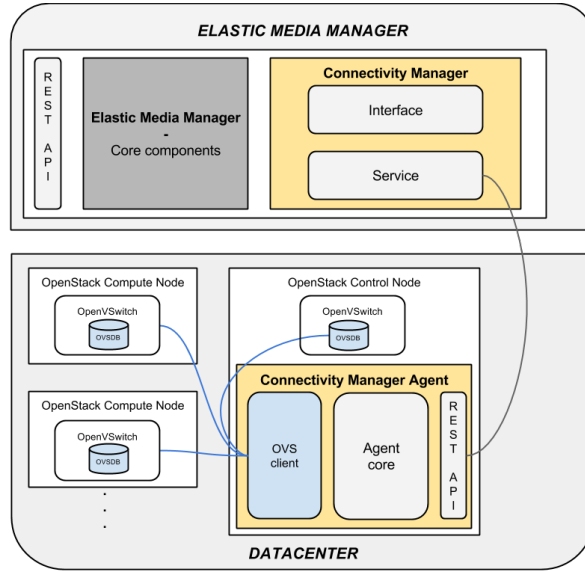 ELASTIC MEDIA MANAGER
R
E
S
T
A
P
I
Elastic Media Manager
-
Core components
Connectivity Manager
Interface
Service
OpenStack Compute Node
OpenVSwitch
OVSDB
OpenStack Control Node
OpenVSwitch
OVSDB
OpenStack Compute Node
OpenVSwitch
OVSDB
.
.
.
Connectivity Manager Agent
OVS
client
Agent
core
R
E
S
T
A
P
I
DATACENTER